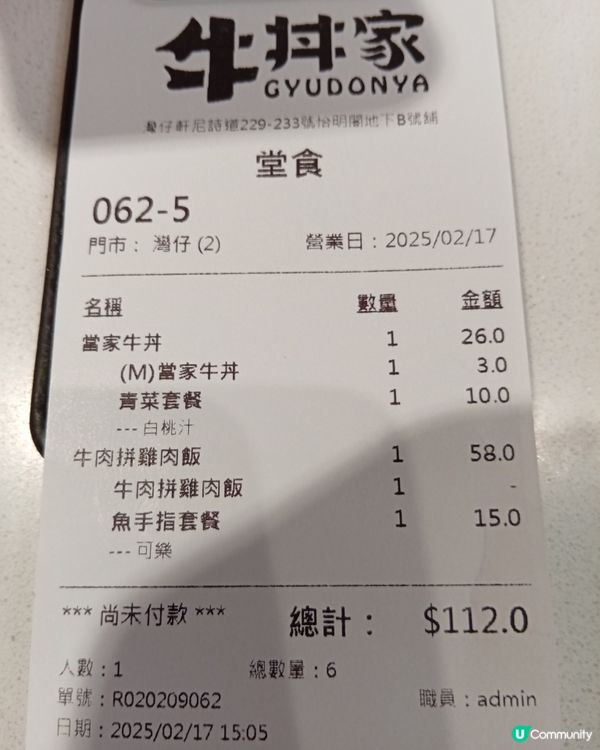 牛丼家
GYUDONYA
灣仔軒尼詩道229-233號怡明閣地下B號舖
堂食
062-5
門市： 灣仔 (2) 營業日：2025/02/17
名稱 數量 金額
當家牛丼 1 26.0
(M)當家牛丼 1 3.0
青菜套餐 1 10.0
--- 白桃汁
牛肉拼雞肉飯 1 58.0
牛肉拼雞肉飯 1 -
魚手指套餐 1 15.0
--- 可樂
*** 尚未付款 *** 總計： $112.0
人數：1 總數量：6
單號：R020209062 職員：admin
日期：2025/02/17 15:05
U Community